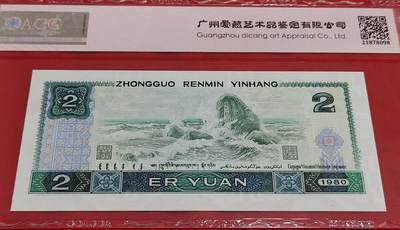 ACG
广州爱藏艺术品鉴定有限公司
Guangzhou aicang art Appraisal Co., Ltd.
21878098
ZHONGGUO RENMIN YINHANG
2
2
2
ER YUAN
1980